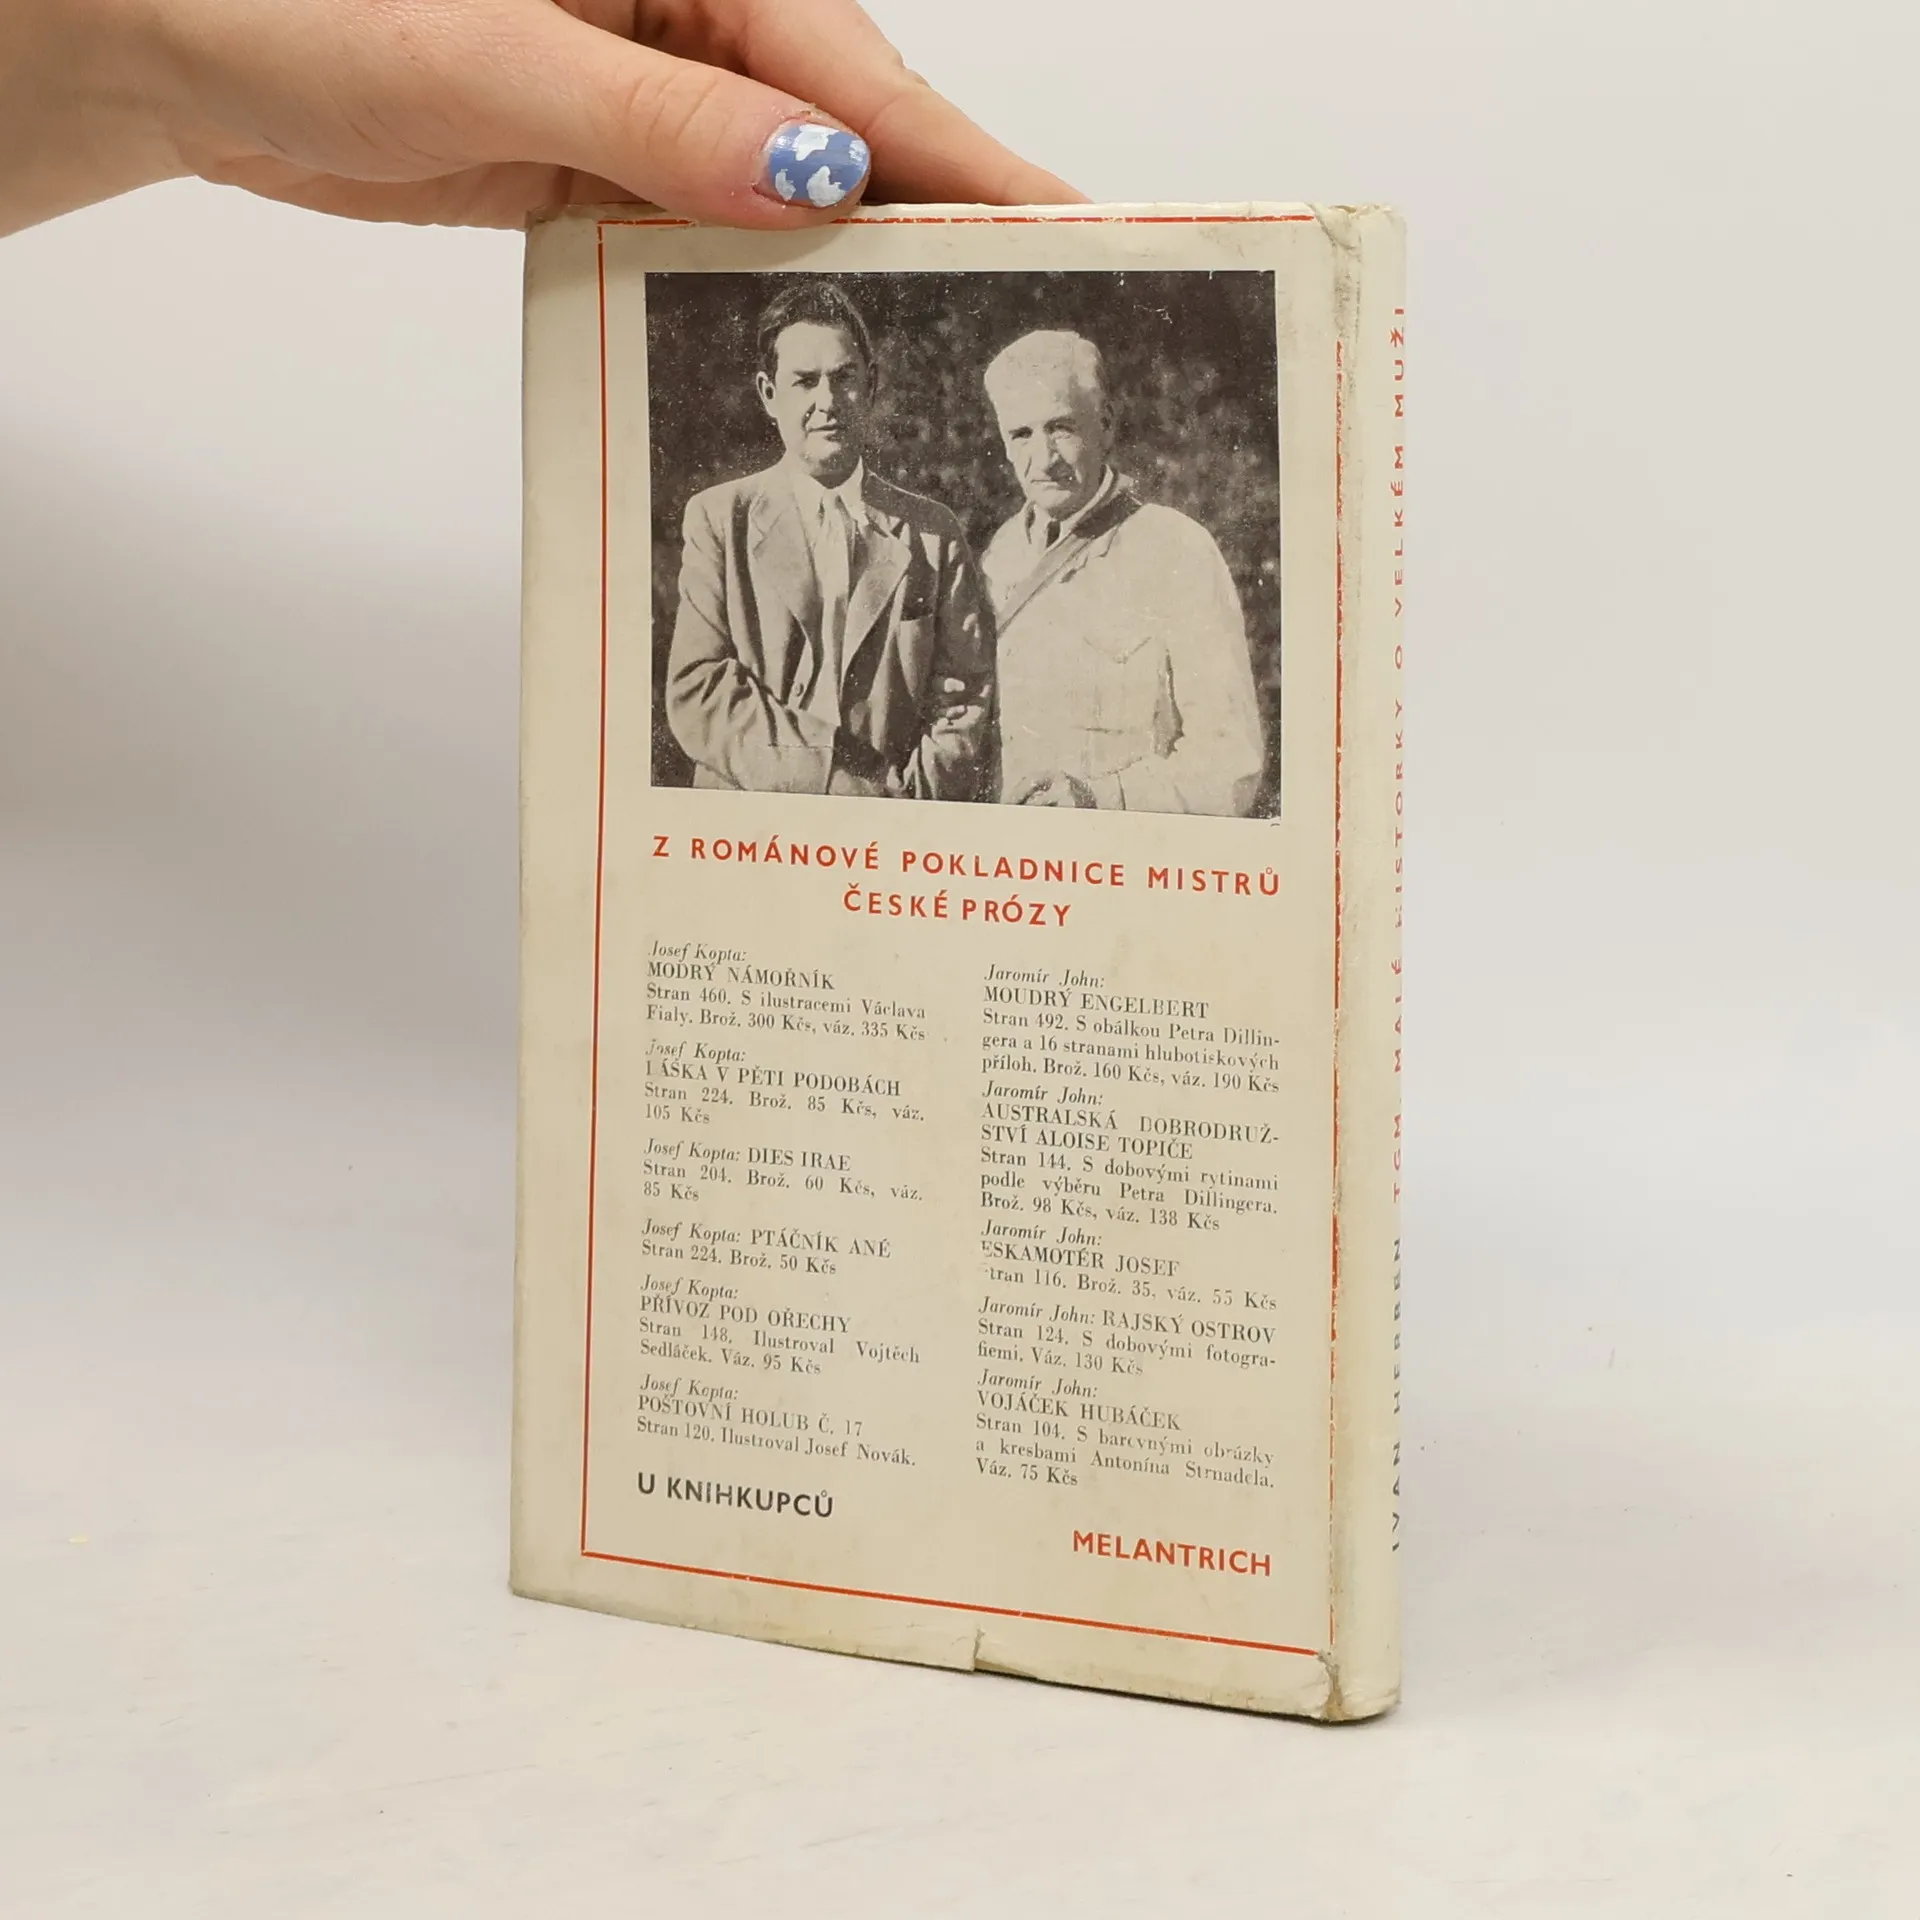 Z ROMÁNOVÉ POKLADNICE MISTRŮ
ČESKÉ PRÓZY
Josef Kopta:
MODRÝ NÁMOŘNÍK
Stran 460. S ilustracemi Václava
Fialy. Brož. 300 Kčs, váz. 335 Kčs
Josef Kopta:
LÁSKA V PĚTI PODOBÁCH
Stran 224. Brož. 85 Kčs, váz.
105 Kčs
Josef Kopta: DIES IRAE
Stran 204. Brož. 60 Kčs, váz.
85 Kčs
Josef Kopta: PTÁČNÍK ANÉ
Stran 224. Brož. 50 Kčs
Josef Kopta:
PŘÍVOZ POD OŘECHY
Stran 148. Ilustroval Vojtěch
Sedláček. Váz. 95 Kčs
Josef Kopta:
POŠTOVNÍ HOLUB Č. 17
Stran 120. Ilustroval Josef Novák.
Jaromír John:
MOUDRÝ ENGELBERT
Stran 492. S obálkou Petra Dillin-
gera a 16 stranami hlubotiskových
příloh. Brož. 160 Kčs, váz. 190 Kčs
Jaromír John:
AUSTRALSKÁ DOBRODRUŽ-
STVÍ ALOISE TOPIČE
Stran 144. S dobovými rytinami
podle výběru Petra Dillingera.
Brož. 98 Kčs, váz. 138 Kčs
Jaromír John:
ESKAMOTÉR JOSEF
Stran 116. Brož. 35, váz. 55 Kčs
Jaromír John: RAJSKÝ OSTROV
Stran 124. S dobovými fotogra-
fiemi. Váz. 130 Kčs
Jaromír John:
VOJÁČEK HUBÁČEK
Stran 104. S barevnými obrázky
a kresbami Antonína Strnadela.
Váz. 75 Kčs
U KNIHKUPCŮ
MELANTRICH
IVAN HERBEN TGM MALÉ HISTORKY O VELKÉM MUŽI